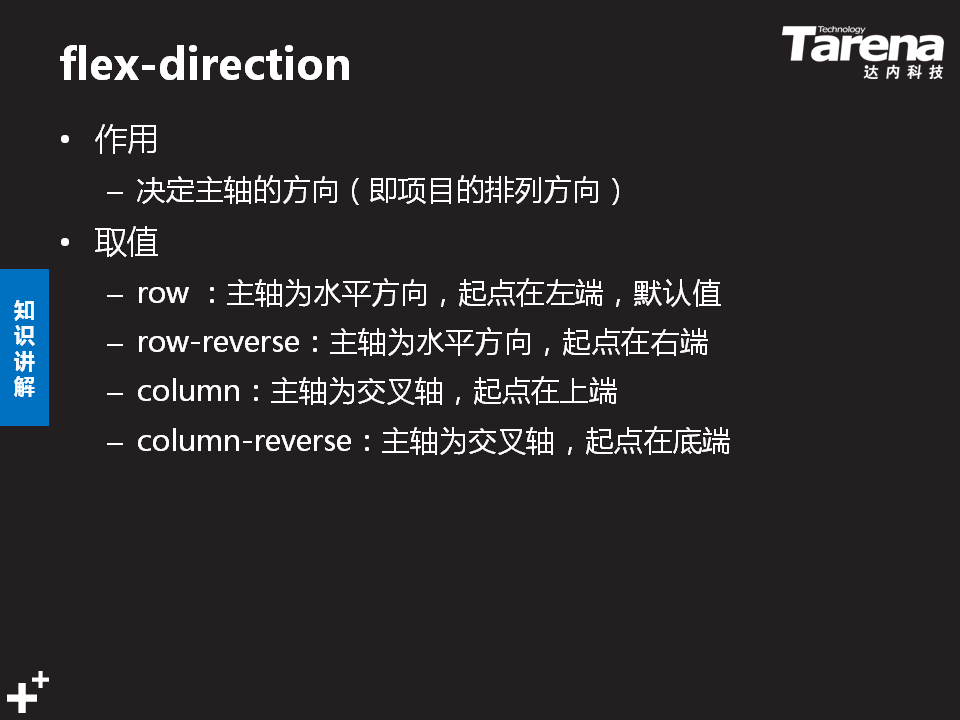 flex-direction
Technology
Tarena
达内科技
• 作用
– 决定主轴的方向（即项目的排列方向）
• 取值
– row ：主轴为水平方向，起点在左端，默认值
– row-reverse：主轴为水平方向，起点在右端
– column：主轴为交叉轴，起点在上端
– column-reverse：主轴为交叉轴，起点在底端
知识讲解